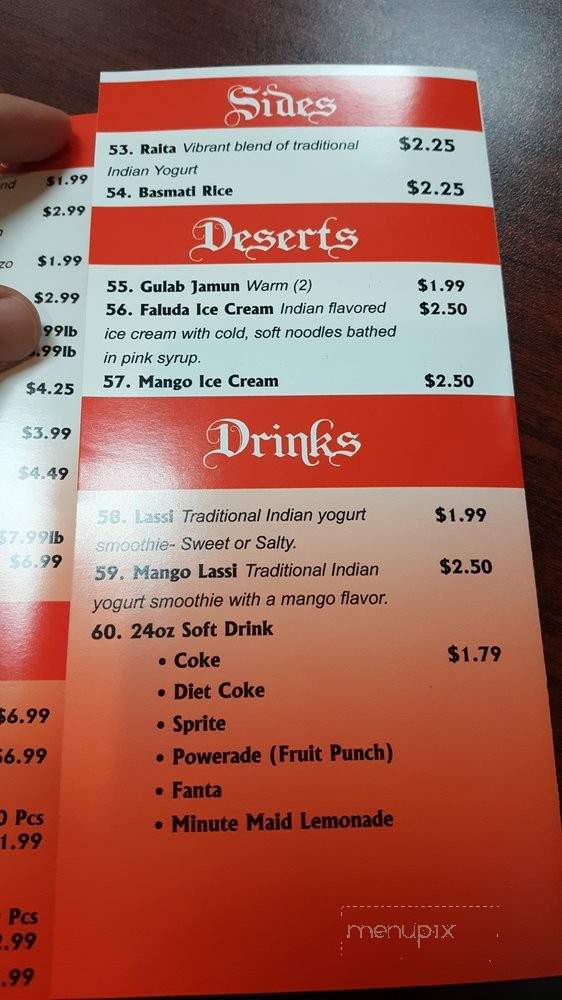 Sides
53. Raita Vibrant blend of traditional $2.25
Indian Yogurt
54. Basmati Rice $2.25
Deserts
55. Gulab Jamun Warm (2) $1.99
56. Faluda Ice Cream Indian flavored $2.50
ice cream with cold, soft noodles bathed
in pink syrup.
57. Mango Ice Cream $2.50
Drinks
58. Lassi Traditional Indian yogurt $1.99
smoothie- Sweet or Salty.
59. Mango Lassi Traditional Indian $2.50
yogurt smoothie with a mango flavor.
60. 24oz Soft Drink
• Coke $1.79
• Diet Coke
• Sprite
• Powerade (Fruit Punch)
• Fanta
• Minute Maid Lemonade
$1.99
$2.99
$1.99
$2.99
.99lb
.99lb
$4.25
$3.99
$4.49
$7.99lb
$6.99
$6.99
$6.99
Pcs
1.99
Pcs
.99
.99
menupix